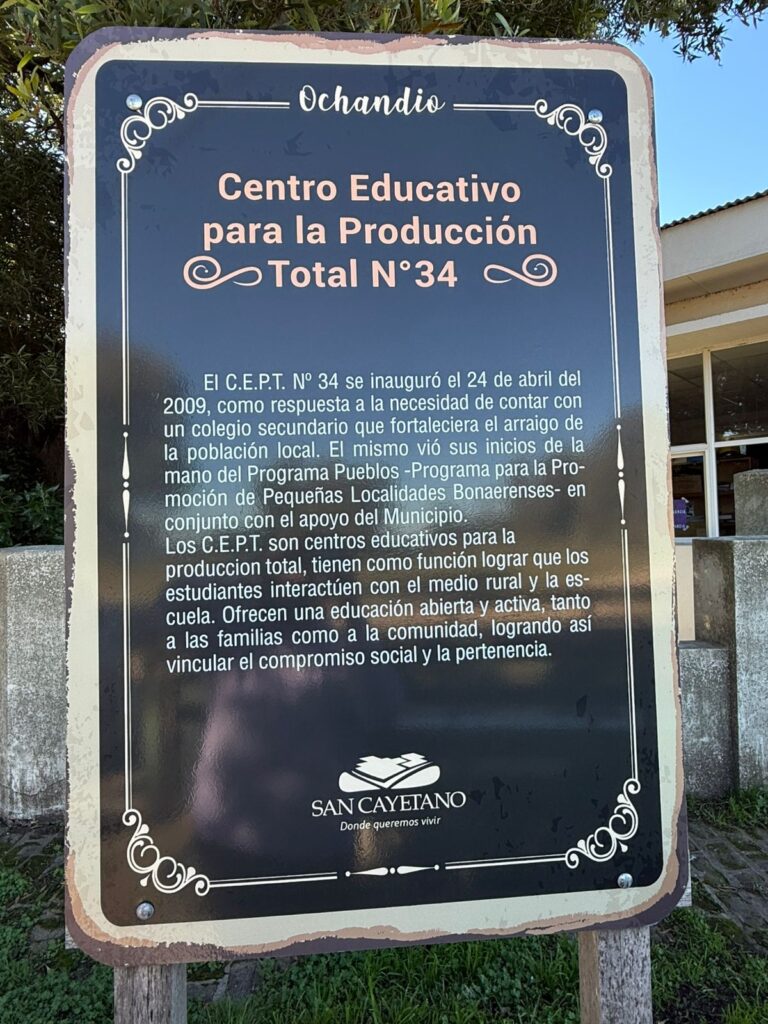 Ochandio
Centro Educativo
para la Producción
Total N°34
El C.E.P.T. Nº 34 se inauguró el 24 de abril del
2009, como respuesta a la necesidad de contar con
un colegio secundario que fortaleciera el arraigo de
la población local. El mismo vió sus inicios de la
mano del Programa Pueblos -Programa para la Pro-
moción de Pequeñas Localidades Bonaerenses- en
conjunto con el apoyo del Municipio.
Los C.E.P.T. son centros educativos para la
produccion total, tienen como función lograr que los
estudiantes interactúen con el medio rural y la es-
cuela. Ofrecen una educación abierta y activa, tanto
a las familias como a la comunidad, logrando así
vincular el compromiso social y la pertenencia.
SAN CAYETANO
Donde queremos vivir